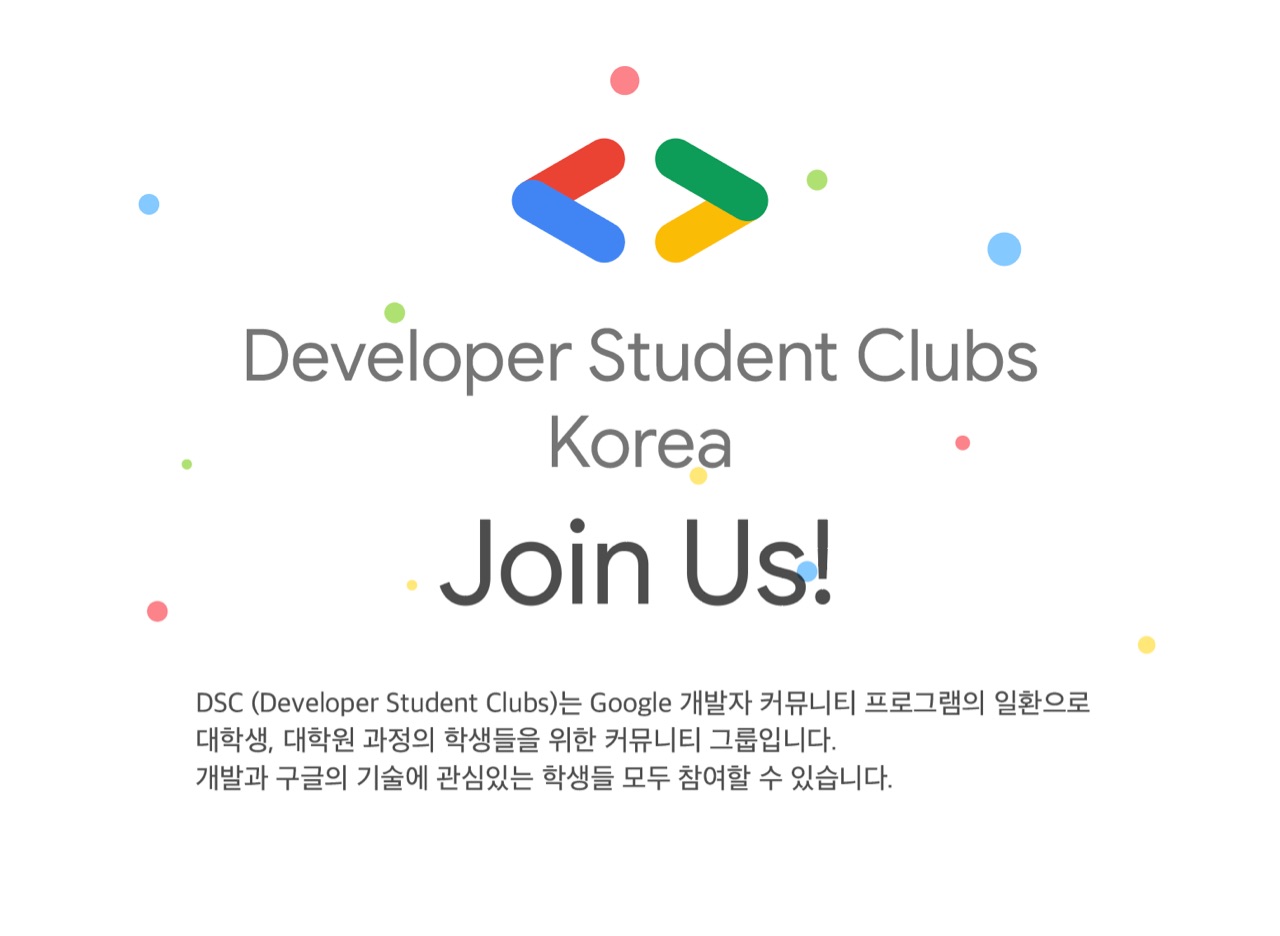 Developer Student Clubs
Korea
Join Us!
DSC (Developer Student Clubs)는 Google 개발자 커뮤니티 프로그램의 일환으로
대학생, 대학원 과정의 학생들을 위한 커뮤니티 그룹입니다.
개발과 구글의 기술에 관심있는 학생들 모두 참여할 수 있습니다.